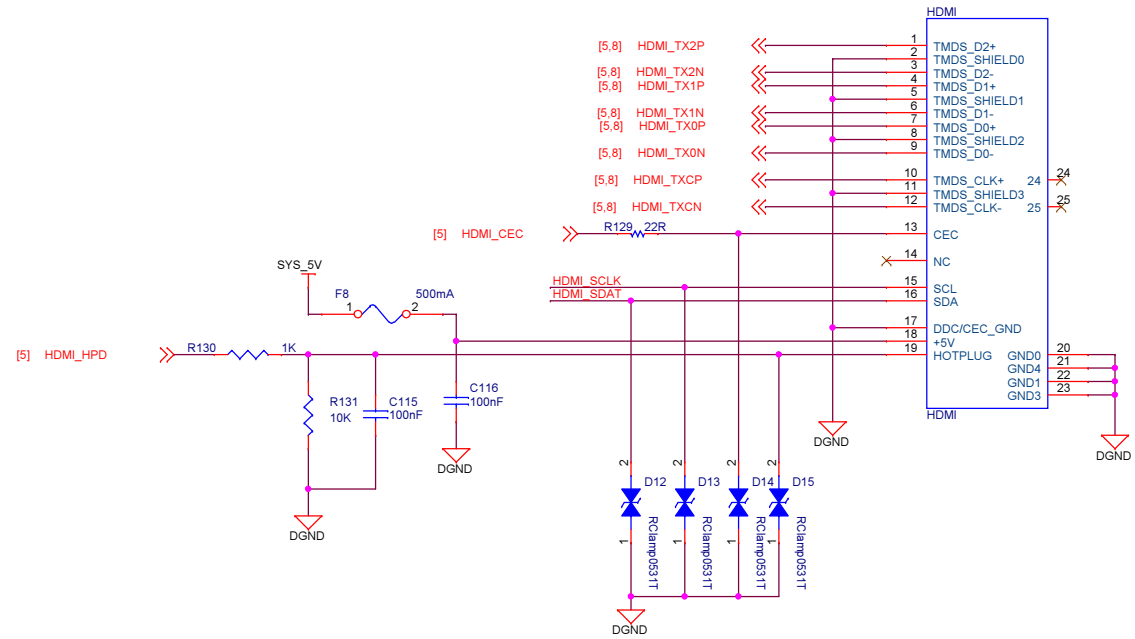 HDMI
[5,8] HDMI_TX2P 1 TMDS_D2+
2 TMDS_SHIELD0
[5,8] HDMI_TX2N 3 TMDS_D2-
[5,8] HDMI_TX1P 4 TMDS_D1+
5 TMDS_SHIELD1
[5,8] HDMI_TX1N 6 TMDS_D1-
[5,8] HDMI_TX0P 7 TMDS_D0+
8 TMDS_SHIELD2
[5,8] HDMI_TX0N 9 TMDS_D0-
[5,8] HDMI_TXCP 10 TMDS_CLK+ 24 24
11 TMDS_SHIELD3
[5,8] HDMI_TXCN 12 TMDS_CLK- 25 25
[5] HDMI_CEC R129 22R 13 CEC
14 NC
SYS_5V
HDMI_SCLK 15 SCL
HDMI_SDAT 16 SDA
F8 500mA
1 2
17 DDC/CEC_GND
18 +5V
[5] HDMI_HPD R130 1K 19 HOTPLUG GND0 20
GND4 21
GND1 22
GND3 23
HDMI
R131 10K
C115 100nF
C116 100nF
DGND
DGND
DGND
DGND
2 2 2 2
D12 D13 D14 D15
RClamp0531T RClamp0531T RClamp0531T RClamp0531T
1 1 1 1
DGND